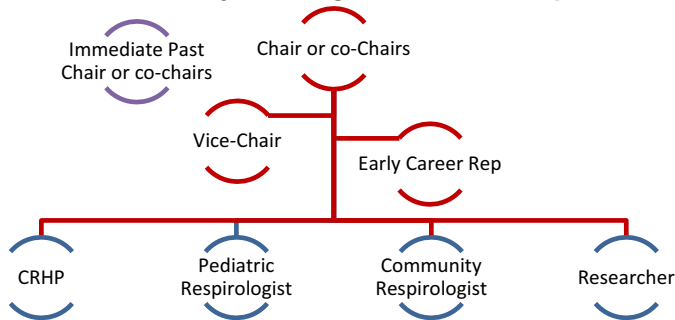 Immediate Past
Chair or co-chairs
Chair or co-Chairs
Vice-Chair
Early Career Rep
CRHP
Pediatric
Respirologist
Community
Respirologist
Researcher